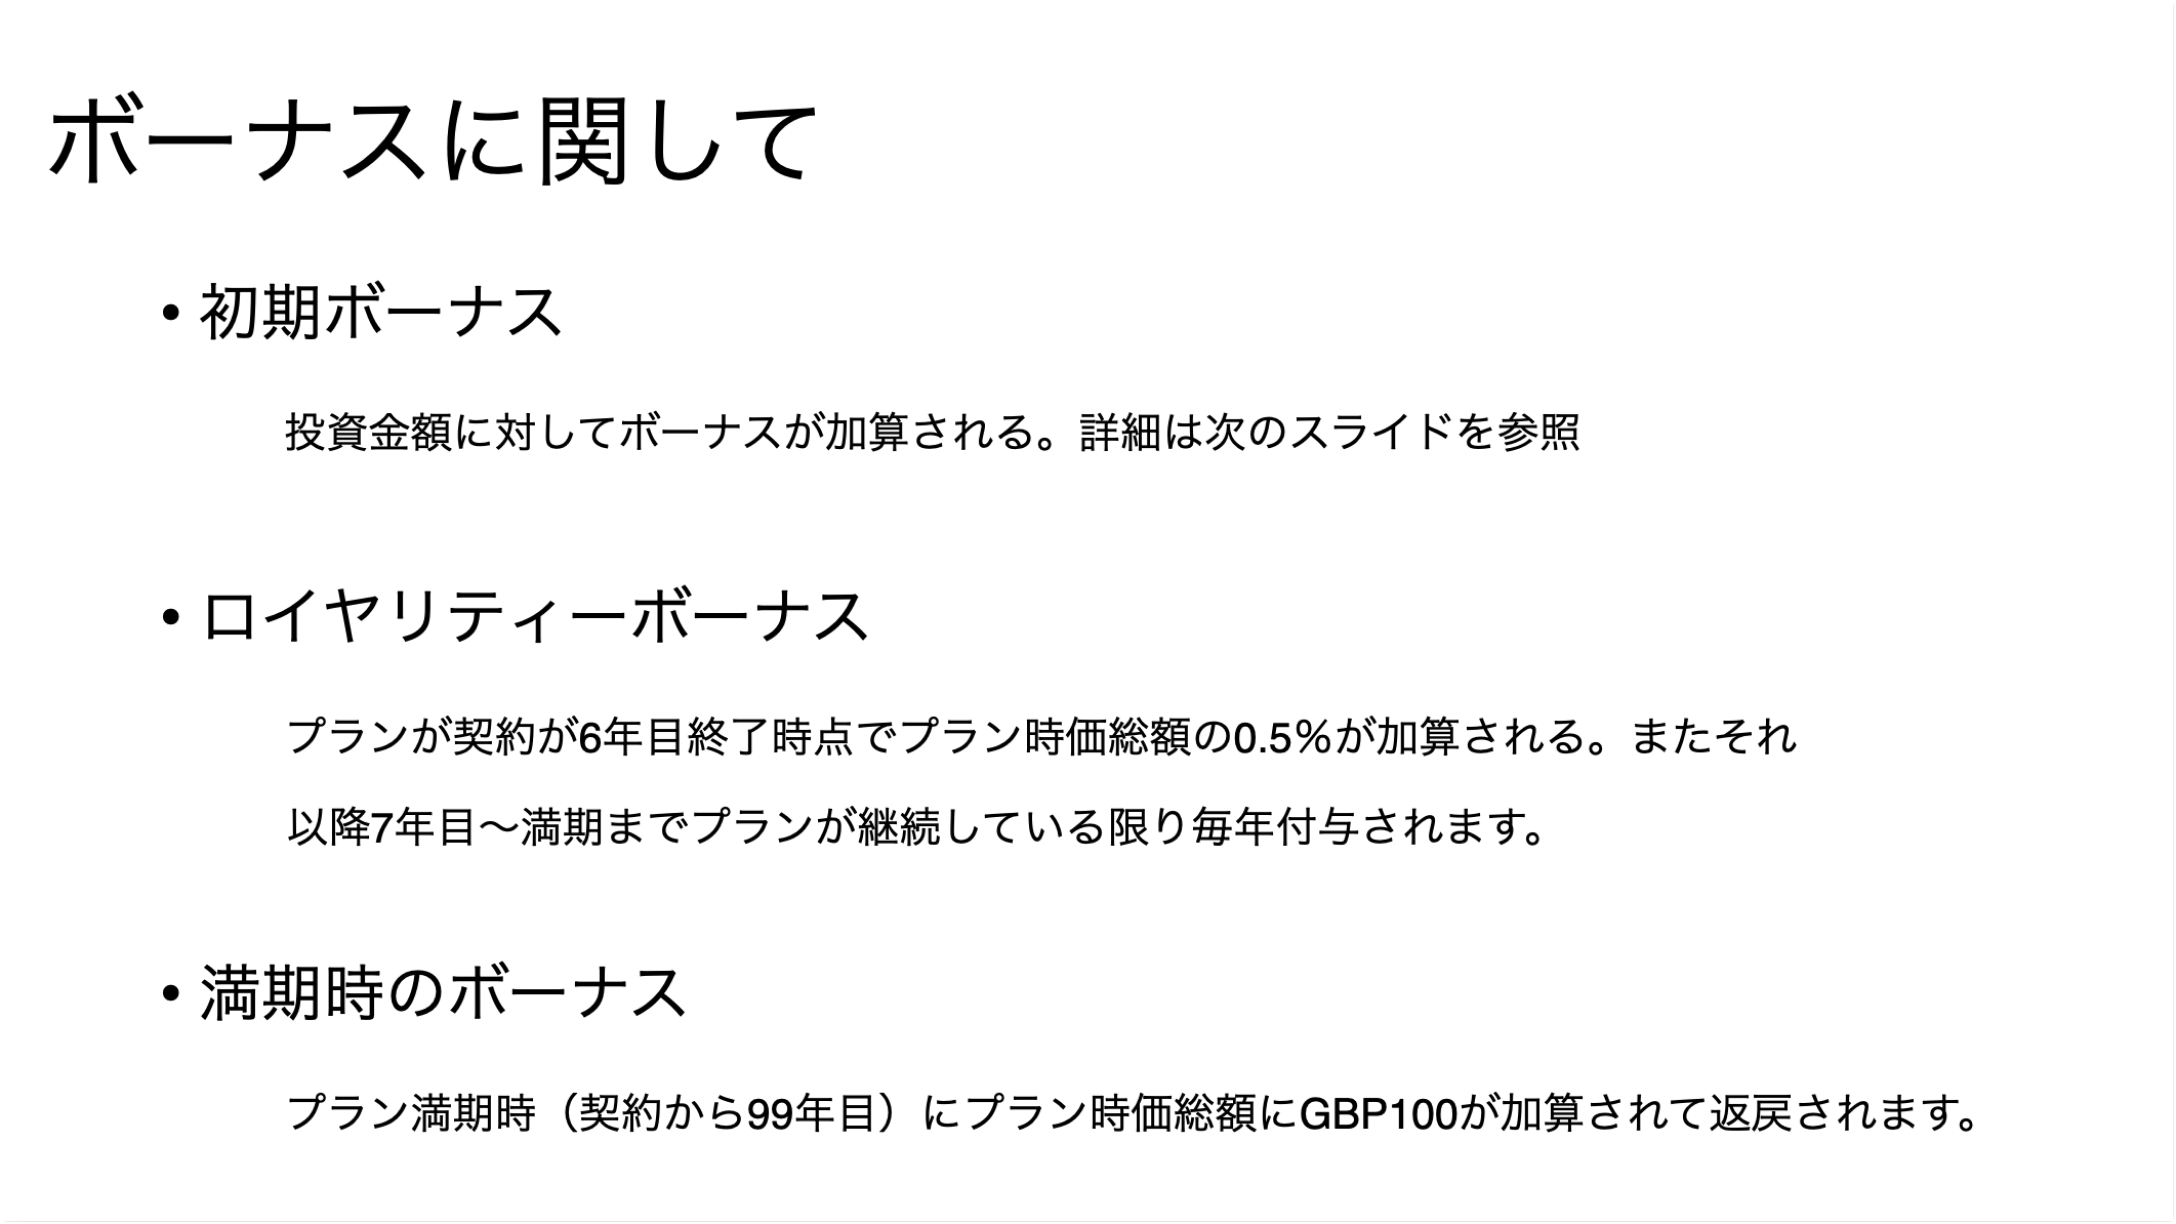 ボーナスに関して
• 初期ボーナス
投資金額に対してボーナスが加算される。詳細は次のスライドを参照
• ロイヤリティーボーナス
プランが契約が6年目終了時点でプラン時価総額の0.5%が加算される。またそれ
以降7年目〜満期までプランが継続している限り毎年付与されます。
• 満期時のボーナス
プラン満期時（契約から99年目）にプラン時価総額にGBP100が加算されて返戻されます。